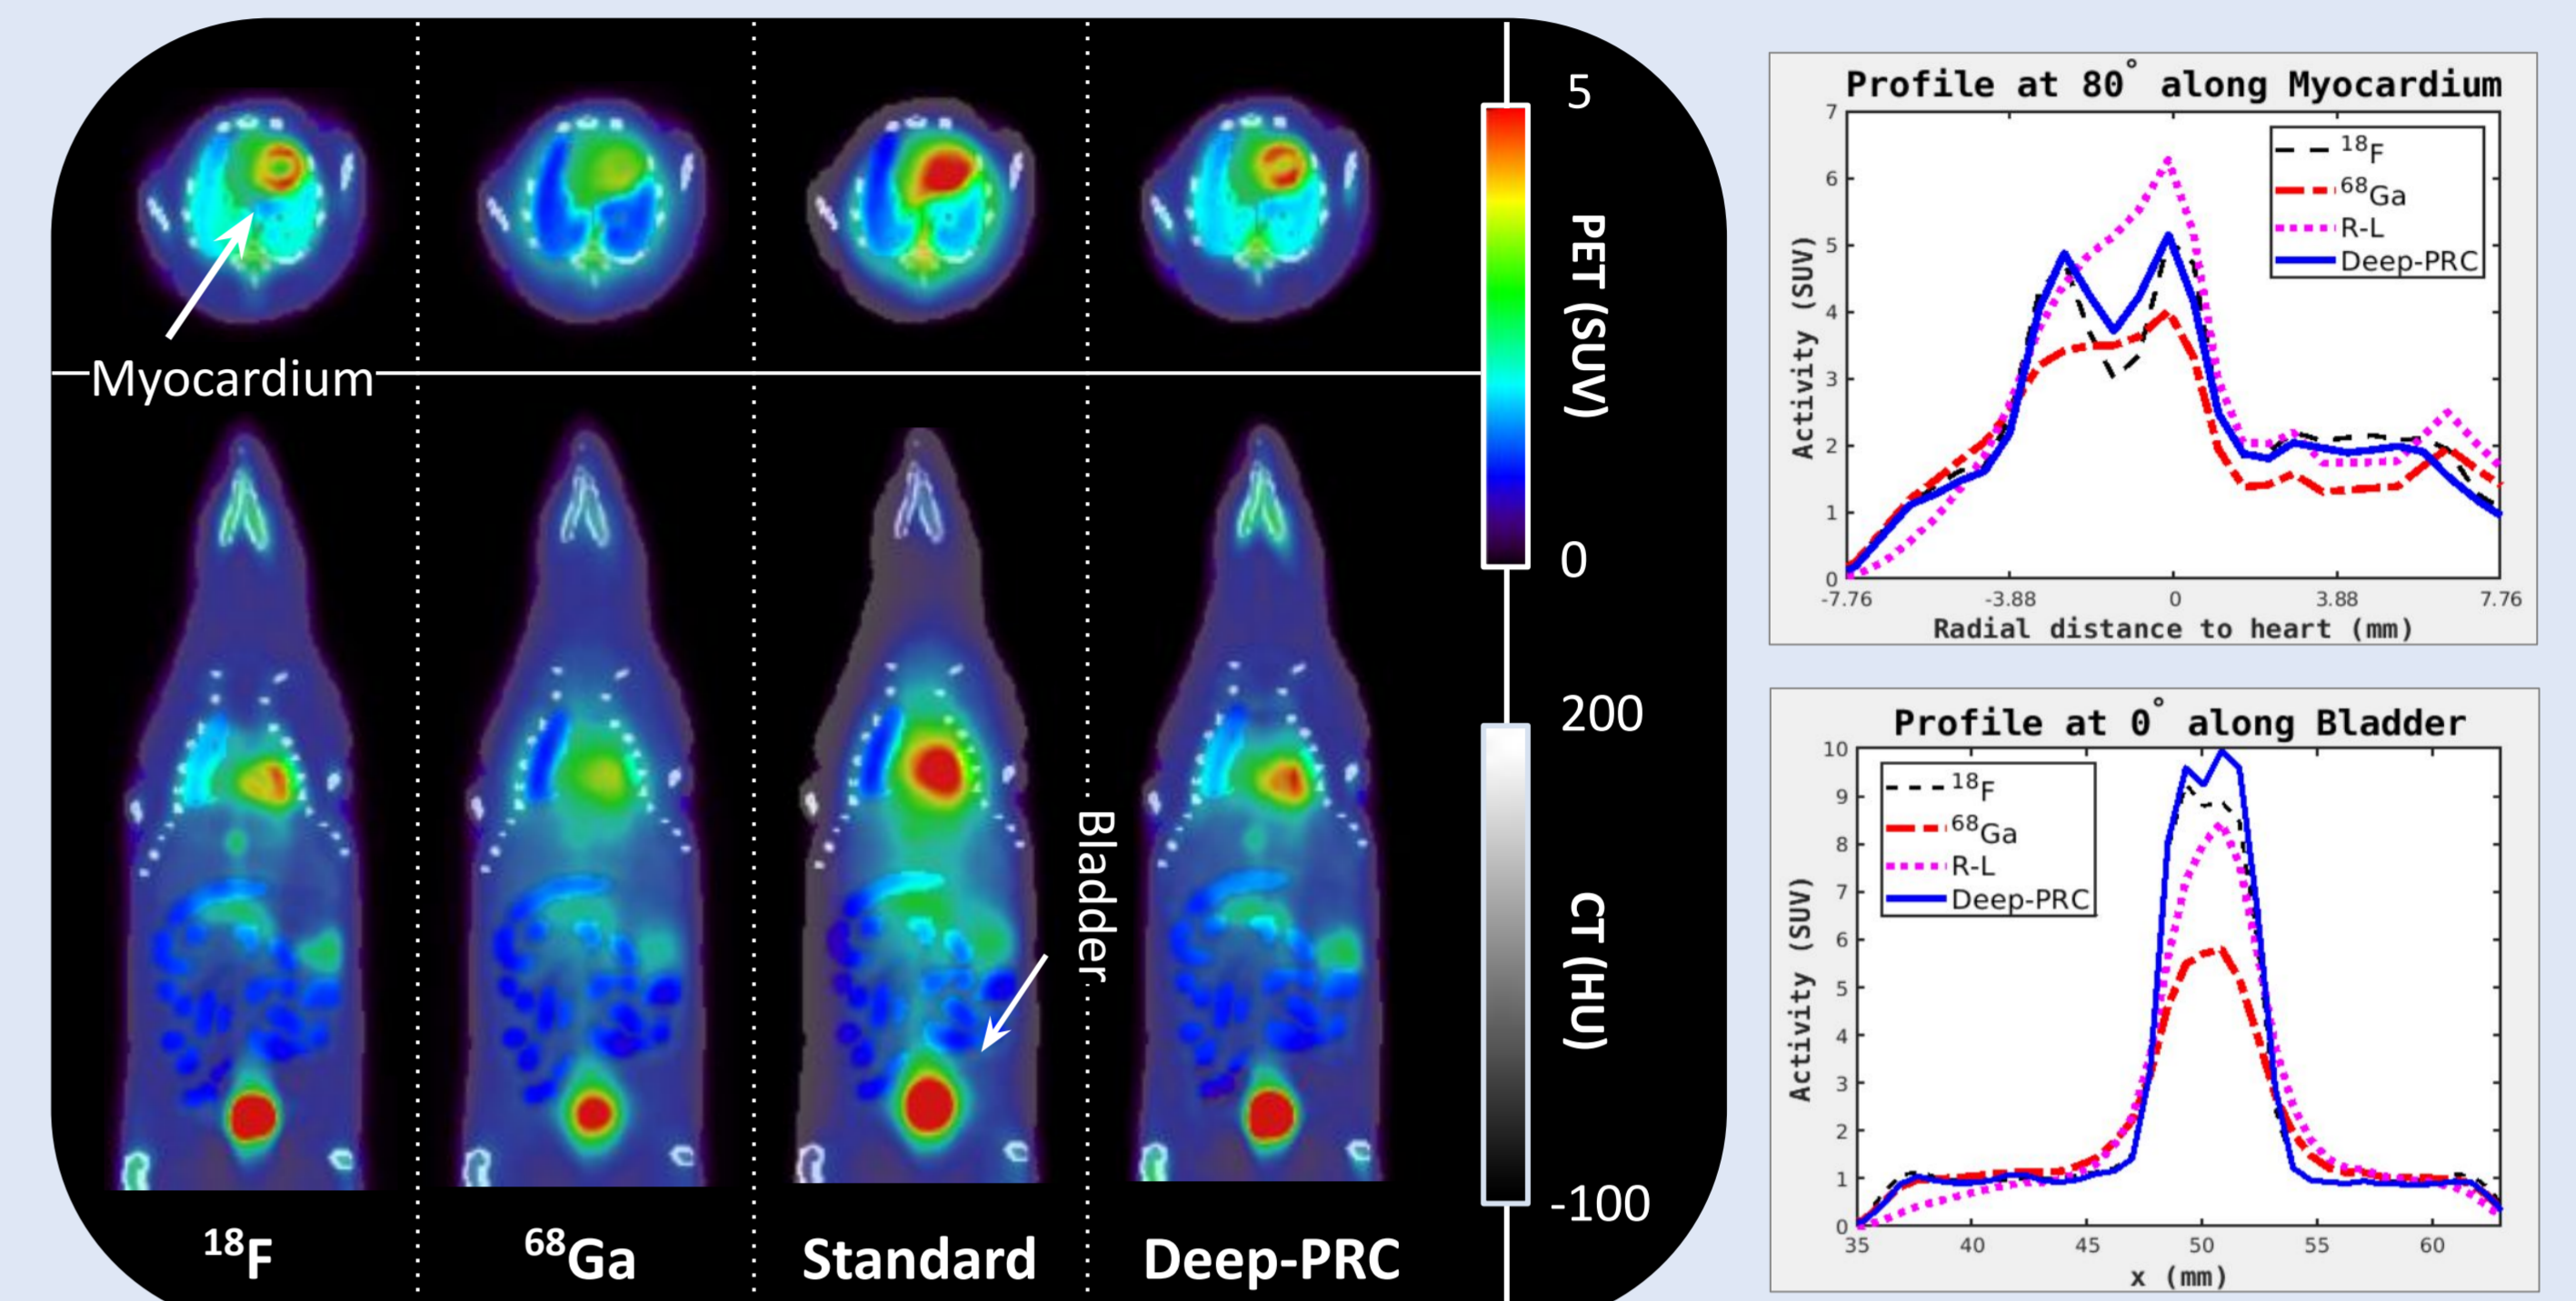 Myocardium
Bladder
¹⁸F
⁶⁸Ga
Standard
Deep-PRC
5
PET (SUV)
0
200
CT (HU)
-100
Profile at 80° along Myocardium
7
6
5
4
3
2
1
0
Activity (SUV)
¹⁸F
⁶⁸Ga
R-L
Deep-PRC
-7.76 -3.88 0 3.88 7.76
Radial distance to heart (mm)
Profile at 0° along Bladder
10
9
8
7
6
5
4
3
2
1
0
Activity (SUV)
¹⁸F
⁶⁸Ga
R-L
Deep-PRC
35 40 45 50 55 60
x (mm)